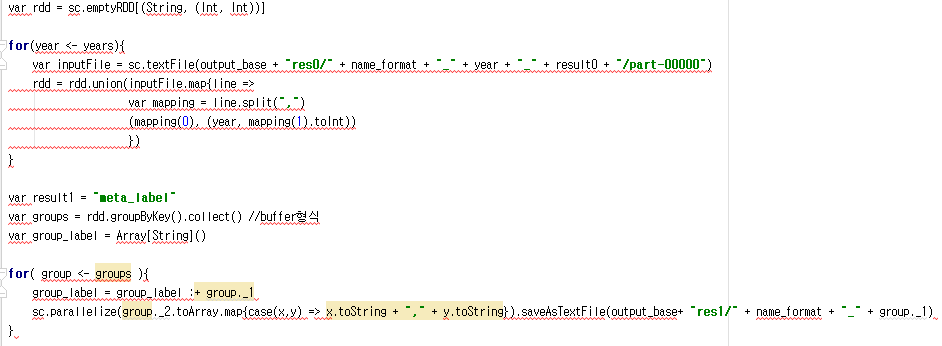 var rdd = sc.emptyRDD[(String, (Int, Int))]
for(year <- years){
var inputFile = sc.textFile(output_base + "res0/" + name_format + "_" + year + "_" + result0 + "/part-00000")
rdd = rdd.union(inputFile.map{line =>
var mapping = line.split(",")
(mapping(0), (year, mapping(1).toInt))
})
}
var result1 = "meta_label"
var groups = rdd.groupByKey().collect() //buffer형식
var group_label = Array[String]()
for( group <- groups ){
group_label = group_label :+ group._1
sc.parallelize(group._2.toArray.map{case(x,y) => x.toString + "," + y.toString}).saveAsTextFile(output_base+ "res1/" + name_format + "_" + group._1)
}